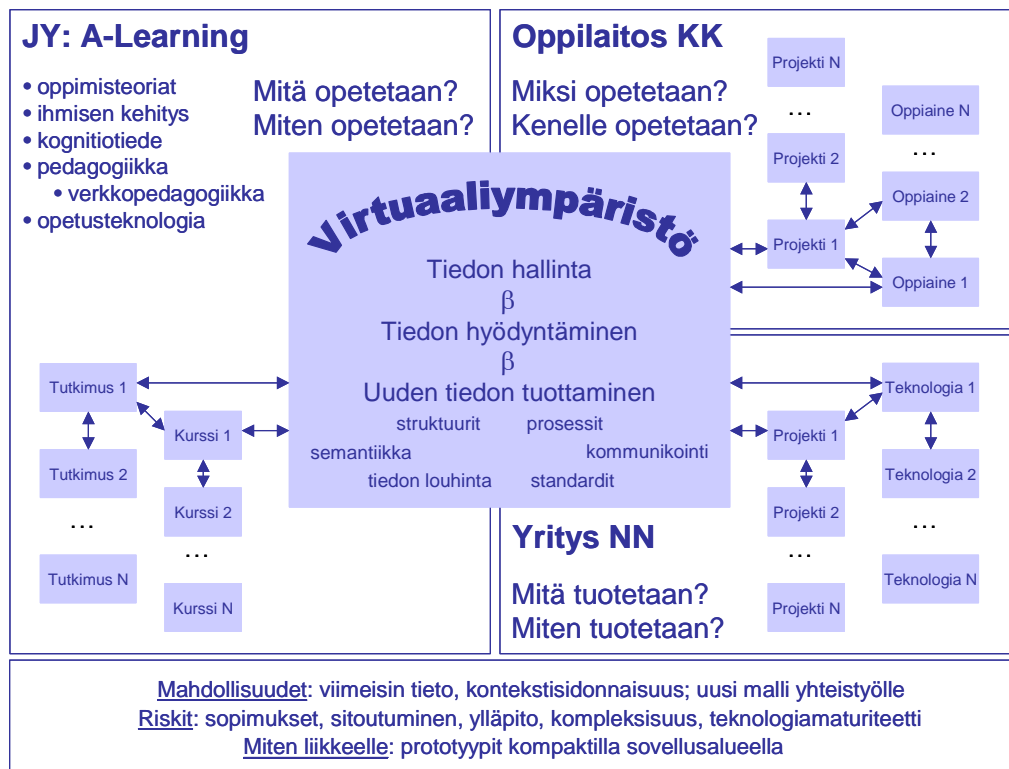 JY: A-Learning
• oppimisteoriat
• ihmisen kehitys
• kognitiotiede
• pedagogiikka
• verkkopedagogiikka
• opetusteknologia
Mitä opetetaan?
Miten opetetaan?
Oppilaitos KK
Miksi opetetaan?
Kenelle opetetaan?
Projekti N
...
Projekti 2
Projekti 1
Oppiaine N
...
Oppiaine 2
Oppiaine 1
Virtuaaliympäristö
Tiedon hallinta
β
Tiedon hyödyntäminen
β
Uuden tiedon tuottaminen
struktuurit prosessit
semantiikka kommunikointi
tiedon louhinta standardit
Tutkimus 1
Tutkimus 2
...
Tutkimus N
Kurssi 1
Kurssi 2
...
Kurssi N
Yritys NN
Mitä tuotetaan?
Miten tuotetaan?
Projekti 1
Projekti 2
...
Projekti N
Teknologia 1
Teknologia 2
...
Teknologia N
Mahdollisuudet: viimeisin tieto, kontekstisidonnaisuus; uusi malli yhteistyölle
Riskit: sopimukset, sitoutuminen, ylläpito, kompleksisuus, teknologiamaturiteetti
Miten liikkeelle: prototyypit kompaktilla sovellusalueella